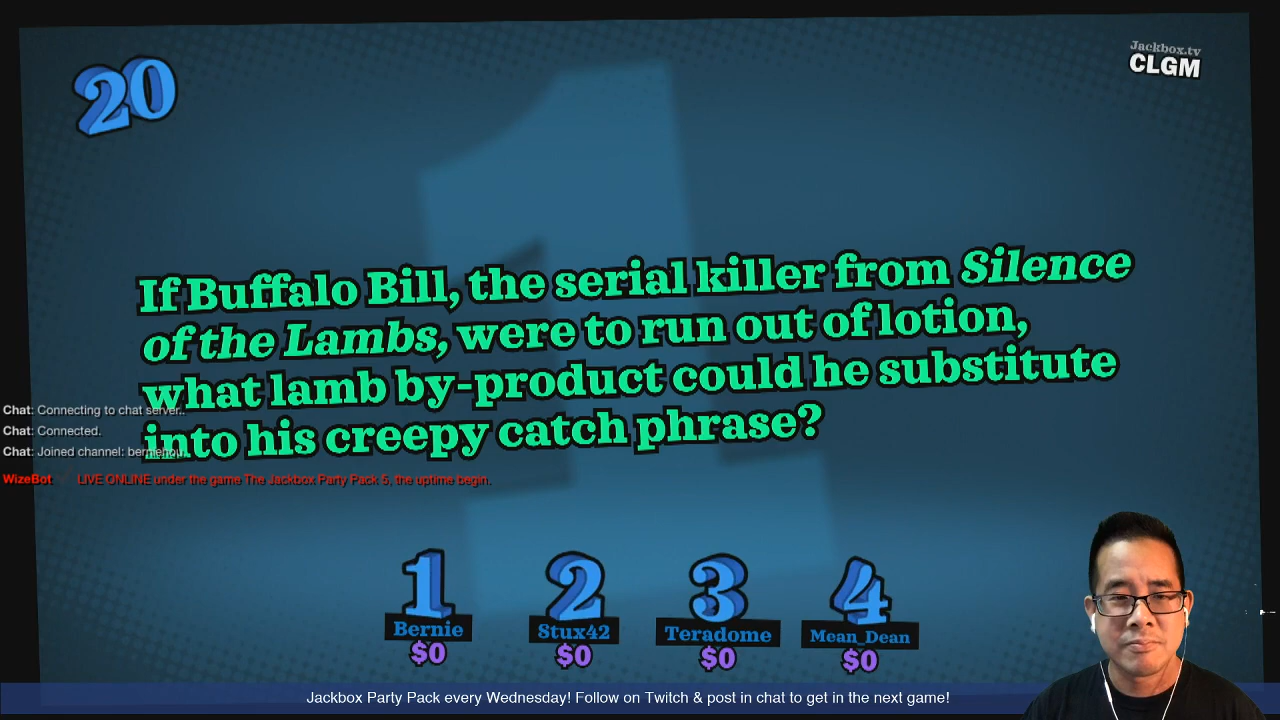 20
Jackbox.tv
CLGM
If Buffalo Bill, the serial killer from Silence
of the Lambs, were to run out of lotion,
what lamb by-product could he substitute
into his creepy catch phrase?
Chat: Connecting to chat server..
Chat: Connected.
Chat: Joined channel: berniehou.
WizeBot LIVE ONLINE under the game The Jackbox Party Pack 5, the uptime begin.
1
1 2 3 4
Bernie Stux42 Teradome Mean_Dean
$0 $0 $0 $0
Jackbox Party Pack every Wednesday! Follow on Twitch & post in chat to get in the next game!